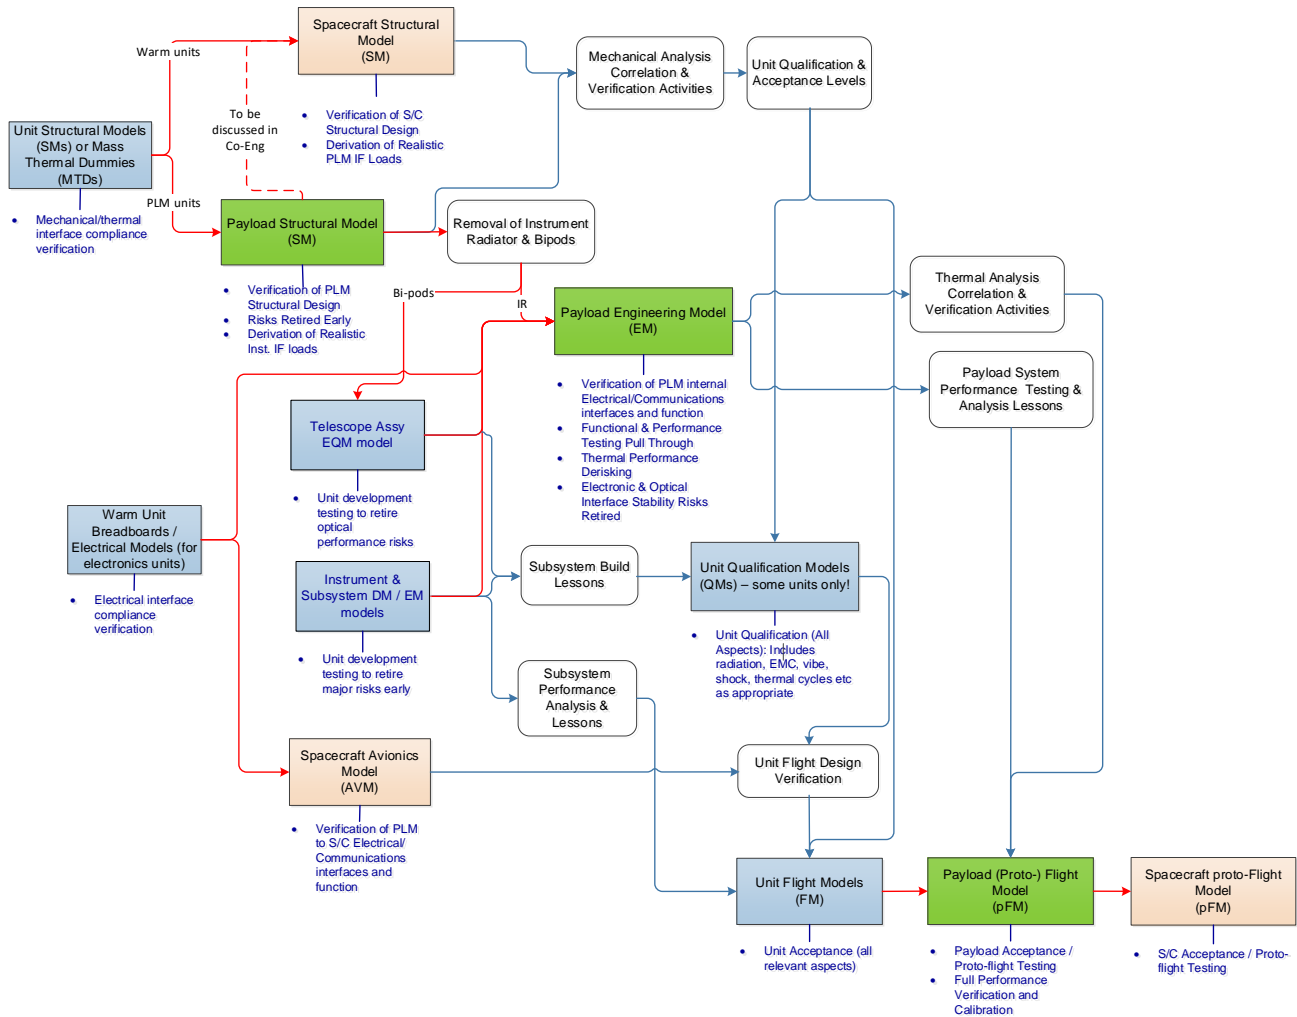 Spacecraft Structural
Model
(SM)
Warm units
Mechanical Analysis
Correlation &
Verification Activities
Unit Qualification &
Acceptance Levels
To be
discussed in
Co-Eng
• Verification of S/C
Structural Design
• Derivation of Realistic
PLM IF Loads
Unit Structural Models
(SMs) or Mass
Thermal Dummies
(MTDs)
PLM units
• Mechanical/thermal
interface compliance
verification
Payload Structural Model
(SM)
Removal of Instrument
Radiator & Bipods
• Verification of PLM
Structural Design
• Risks Retired Early
• Derivation of Realistic
Inst. IF loads
Bi-pods
IR
Payload Engineering Model
(EM)
Thermal Analysis
Correlation &
Verification Activities
Payload System
Performance Testing &
Analysis Lessons
• Verification of PLM internal
Electrical/Communications
interfaces and function
• Functional & Performance
Testing Pull Through
• Thermal Performance
Derisking
• Electronic & Optical
Interface Stability Risks
Retired
Telescope Assy
EQM model
• Unit development
testing to retire
optical
performance risks
Warm Unit
Breadboards /
Electrical Models (for
electronics units)
• Electrical interface
compliance
verification
Instrument &
Subsystem DM / EM
models
• Unit development
testing to retire
major risks early
Subsystem Build
Lessons
Unit Qualification Models
(QMs) – some units only!
• Unit Qualification (All
Aspects): Includes
radiation, EMC, vibe,
shock, thermal cycles etc
as appropriate
Subsystem
Performance
Analysis &
Lessons
Spacecraft Avionics
Model
(AVM)
• Verification of PLM
to S/C Electrical/
Communications
interfaces and
function
Unit Flight Design
Verification
Unit Flight Models
(FM)
• Unit Acceptance (all
relevant aspects)
Payload (Proto-) Flight
Model
(pFM)
• Payload Acceptance /
Proto-flight Testing
• Full Performance
Verification and
Calibration
Spacecraft proto-Flight
Model
(pFM)
• S/C Acceptance / Proto-
flight Testing